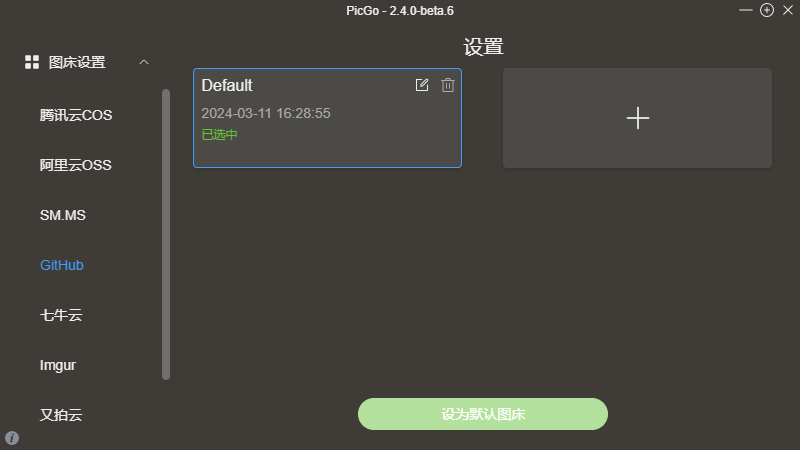 PicGo - 2.4.0-beta.6
图床设置
腾讯云COS
阿里云OSS
SM.MS
GitHub
七牛云
Imgur
又拍云
设置
Default
2024-03-11 16:28:55
已选中
设为默认图床